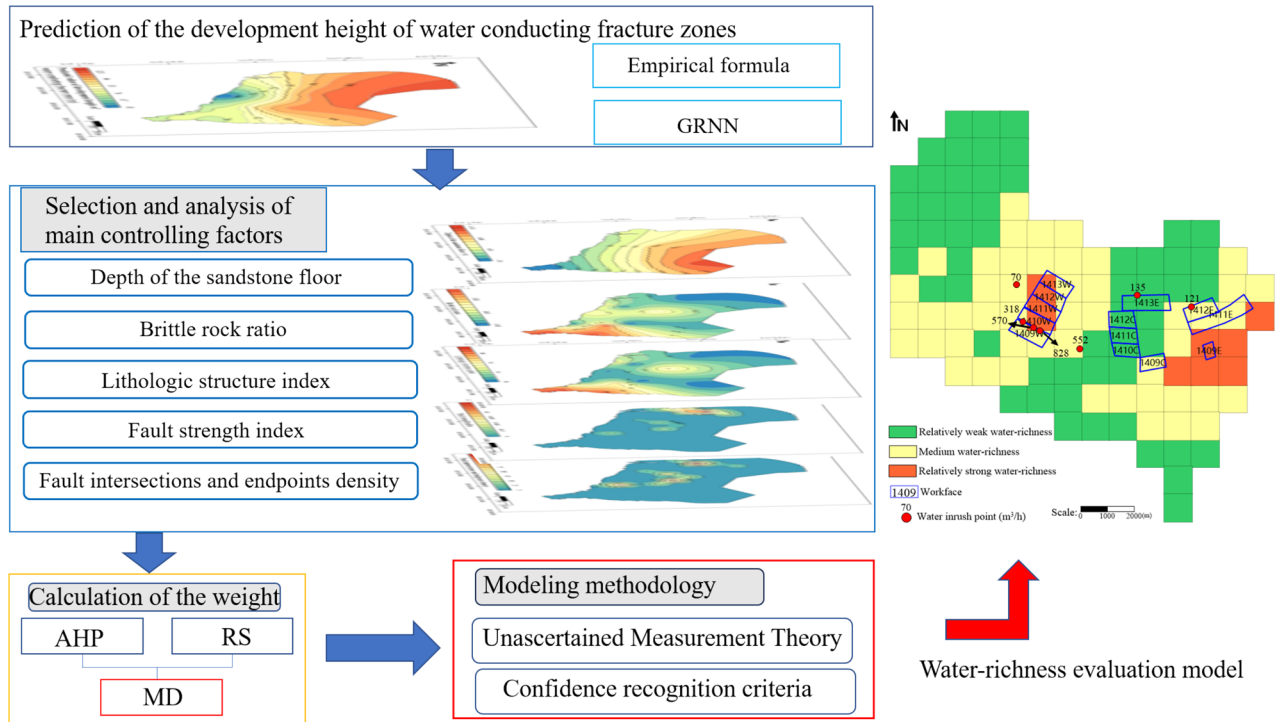 Prediction of the development height of water conducting fracture zones
Empirical formula
GRNN
Selection and analysis of
main controlling factors
Depth of the sandstone floor
Brittle rock ratio
Lithologic structure index
Fault strength index
Fault intersections and endpoints density
Calculation of the weight
AHP
RS
MD
Modeling methodology
Unascertained Measurement Theory
Confidence recognition criteria
N
70
1413W
1412W
318
1411W
570
1410W
1409W
828
552
135
1413E
121
1412E
1411E
1412C
1411C
1410C
1409C
1409E
Relatively weak water-richness
Medium water-richness
Relatively strong water-richness
1409 Workface
70
Water inrush point (m³/h)
Scale:
0 1000 2000(m)
Water-richness evaluation model